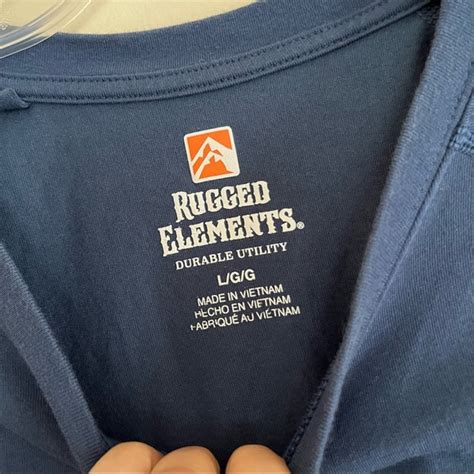 RUGGED
ELEMENTS®
DURABLE UTILITY
L/G/G
MADE IN VIETNAM
HECHO EN VIETNAM
FABRIQUÉ AU VIETNAM